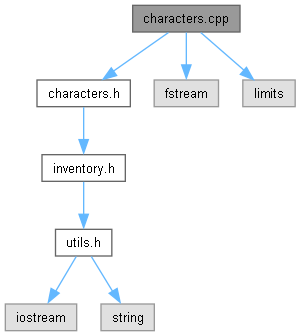 characters.cpp
characters.h
fstream
limits
inventory.h
utils.h
iostream
string